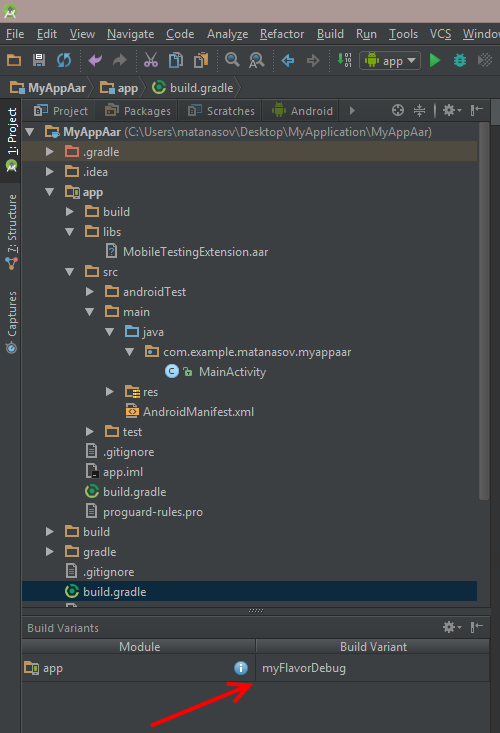 File Edit View Navigate Code Analyze Refactor Build Run Tools VCS Window
app
MyAppAar app build.gradle
1: Project
7: Structure
Captures
Project Packages Scratches Android
MyAppAar (C:\Users\matanasov\Desktop\MyApplication\MyAppAar)
.gradle
.idea
app
build
libs
MobileTestingExtension.aar
src
androidTest
main
java
com.example.matanasov.myappaar
MainActivity
res
AndroidManifest.xml
test
.gitignore
app.iml
build.gradle
proguard-rules.pro
build
gradle
.gitignore
build.gradle
Build Variants
Module Build Variant
app myFlavorDebug